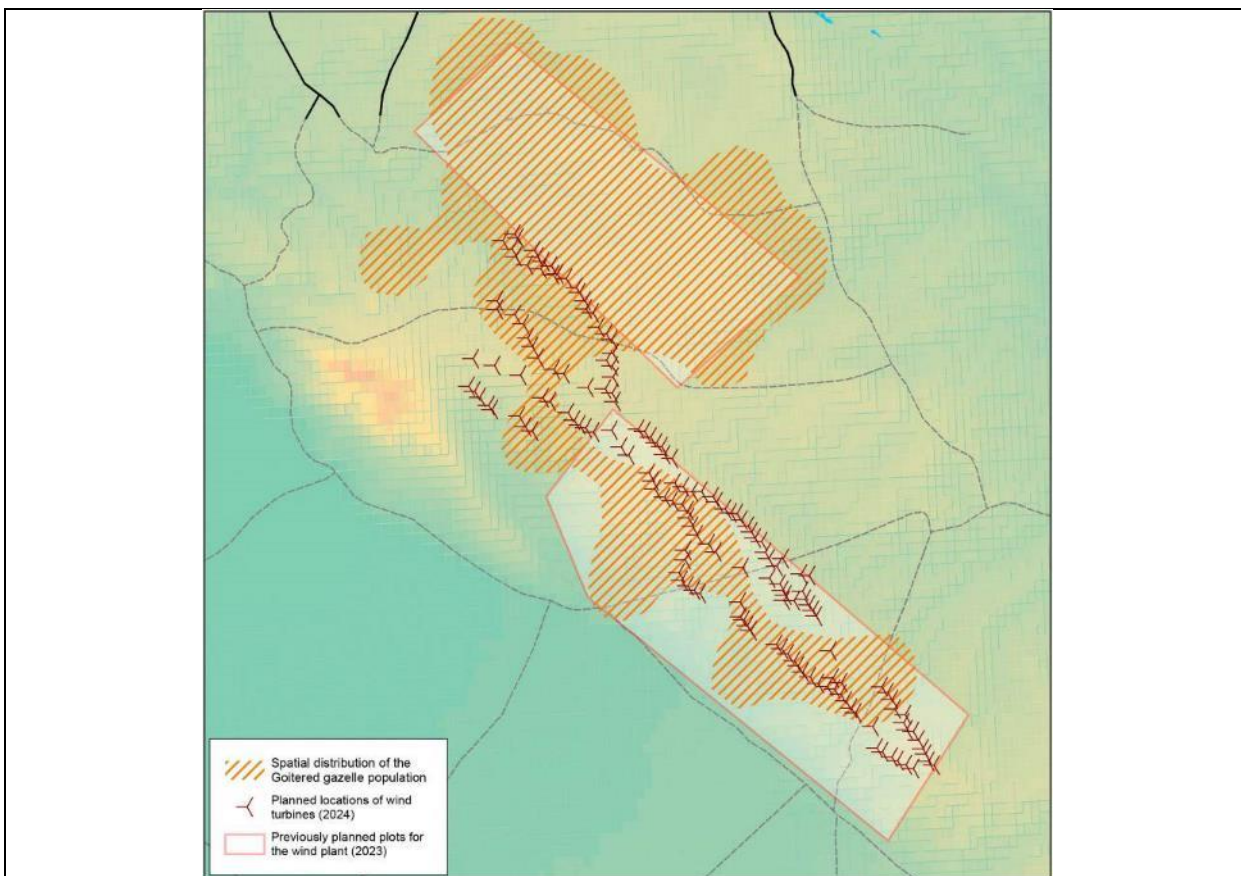 Spatial distribution of the
Goitered gazelle population
Planned locations of wind
turbines (2024)
Previously planned plots for
the wind plant (2023)